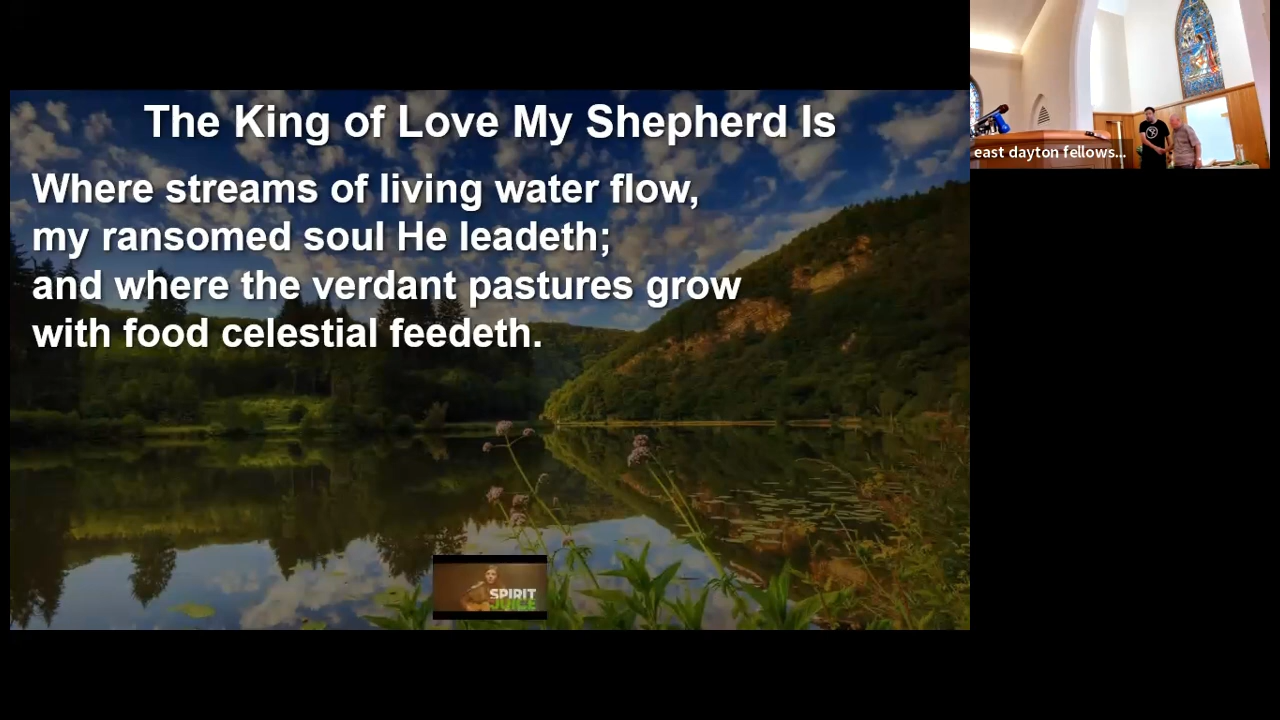 The King of Love My Shepherd Is
Where streams of living water flow,
my ransomed soul He leadeth;
and where the verdant pastures grow
with food celestial feedeth.
SPIRIT
JUICE
east dayton fellows...